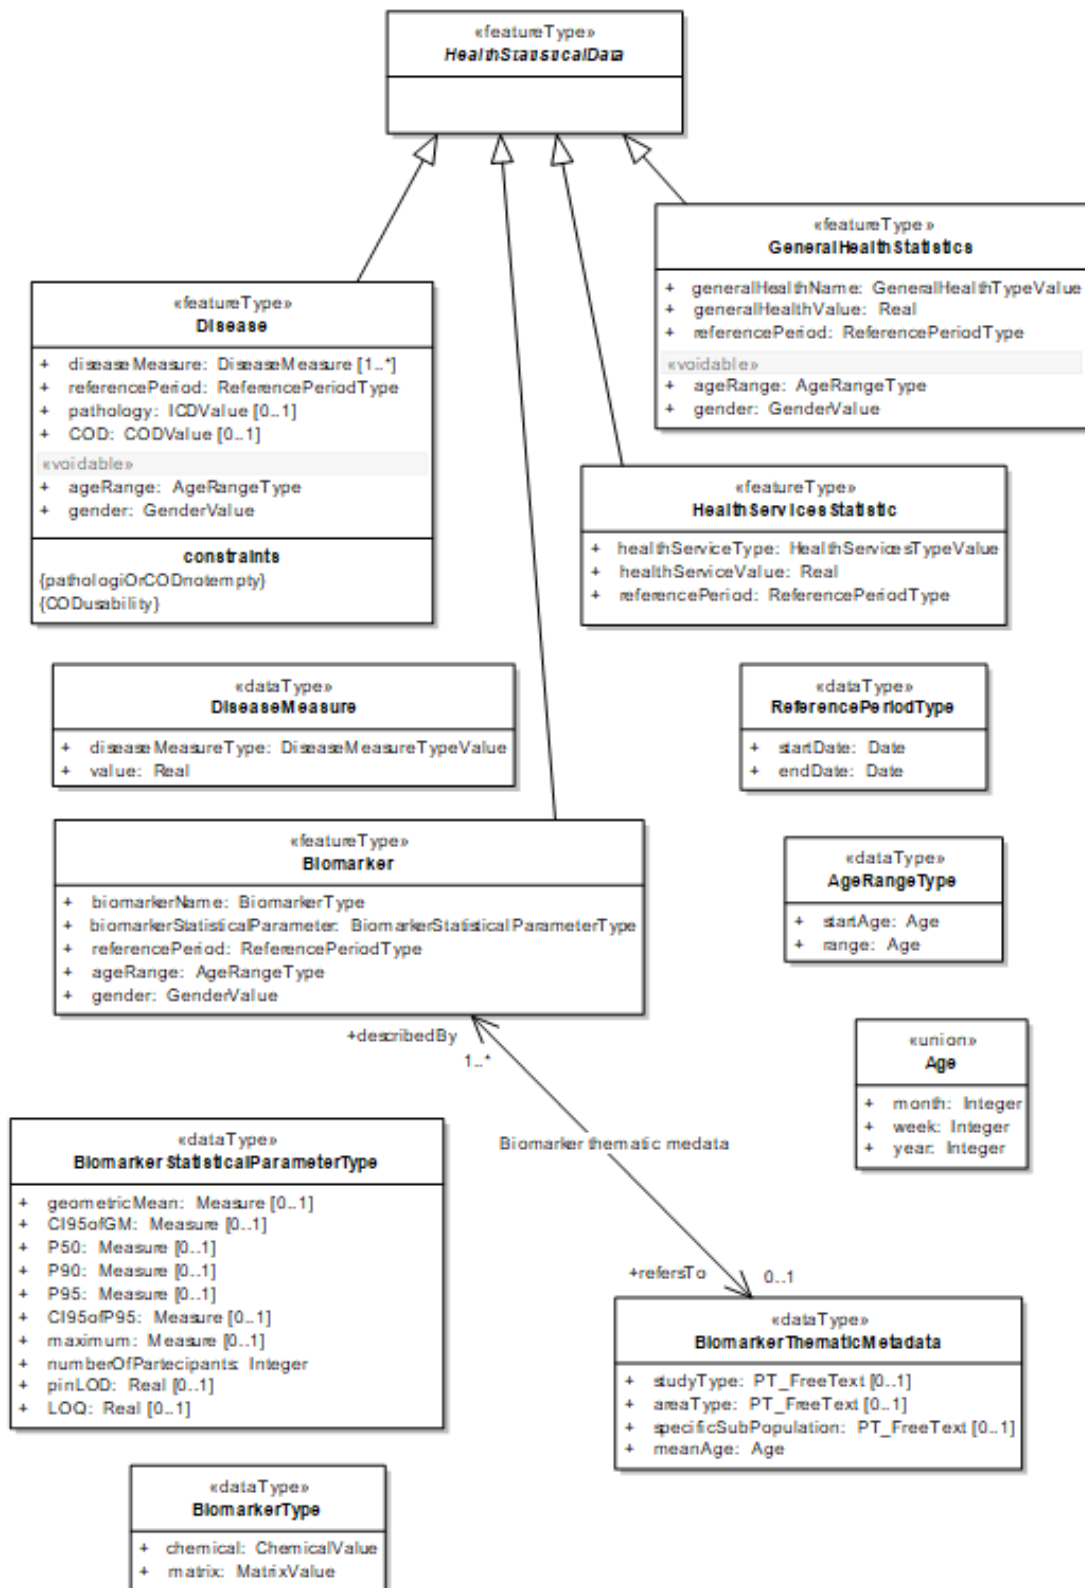 «featureType»
HealthStatisticalData
«featureType»
GeneralHealthStatistics
+ generalHealthName: GeneralHealthTypeValue
+ generalHealthValue: Real
+ referencePeriod: ReferencePeriodType
«voidable»
+ ageRange: AgeRangeType
+ gender: GenderValue
«featureType»
Disease
+ diseaseMeasure: DiseaseMeasure [1..*]
+ referencePeriod: ReferencePeriodType
+ pathology: ICDValue [0..1]
+ COD: CODValue [0..1]
«voidable»
+ ageRange: AgeRangeType
+ gender: GenderValue
constraints
{pathologiOrCODnotempty}
{CODusability}
«featureType»
HealthServicesStatistic
+ healthServiceType: HealthServicesTypeValue
+ healthServiceValue: Real
+ referencePeriod: ReferencePeriodType
«dataType»
DiseaseMeasure
+ diseaseMeasureType: DiseaseMeasureTypeValue
+ value: Real
«dataType»
ReferencePeriodType
+ startDate: Date
+ endDate: Date
«featureType»
Biomarker
+ biomarkerName: BiomarkerType
+ biomarkerStatisticalParameter: BiomarkerStatisticalParameterType
+ referencePeriod: ReferencePeriodType
+ ageRange: AgeRangeType
+ gender: GenderValue
«dataType»
AgeRangeType
+ startAge: Age
+ range: Age
+describedBy
1..*
«union»
Age
+ month: Integer
+ week: Integer
+ year: Integer
Biomarker thematic medata
«dataType»
BiomarkerStatisticalParameterType
+ geometricMean: Measure [0..1]
+ CI95ofGM: Measure [0..1]
+ P50: Measure [0..1]
+ P90: Measure [0..1]
+ P95: Measure [0..1]
+ CI95ofP95: Measure [0..1]
+ maximum: Measure [0..1]
+ numberOfPartecipants: Integer
+ pinLOD: Real [0..1]
+ LOQ: Real [0..1]
+refersTo
0..1
«dataType»
BiomarkerThematicMetadata
+ studyType: PT_FreeText [0..1]
+ areaType: PT_FreeText [0..1]
+ specificSubPopulation: PT_FreeText [0..1]
+ meanAge: Age
«dataType»
BiomarkerType
+ chemical: ChemicalValue
+ matrix: MatrixValue